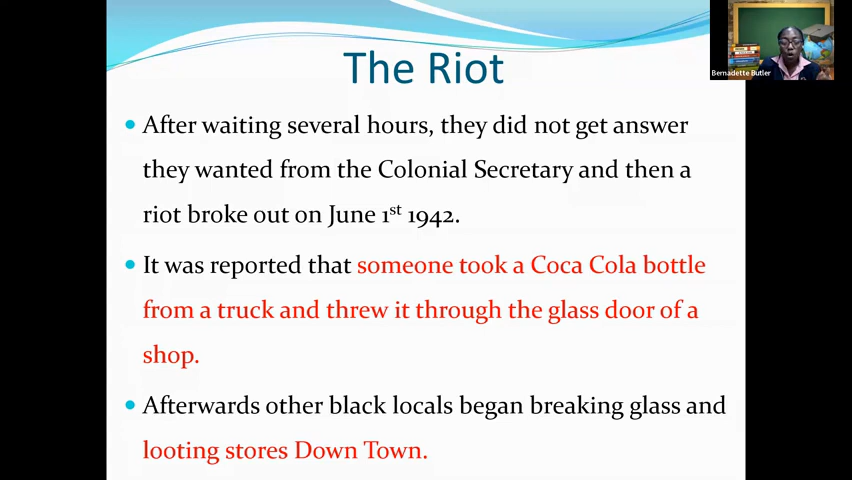 The Riot
Bernadette Butler
• After waiting several hours, they did not get answer
they wanted from the Colonial Secretary and then a
riot broke out on June 1st 1942.
• It was reported that someone took a Coca Cola bottle
from a truck and threw it through the glass door of a
shop.
• Afterwards other black locals began breaking glass and
looting stores Down Town.